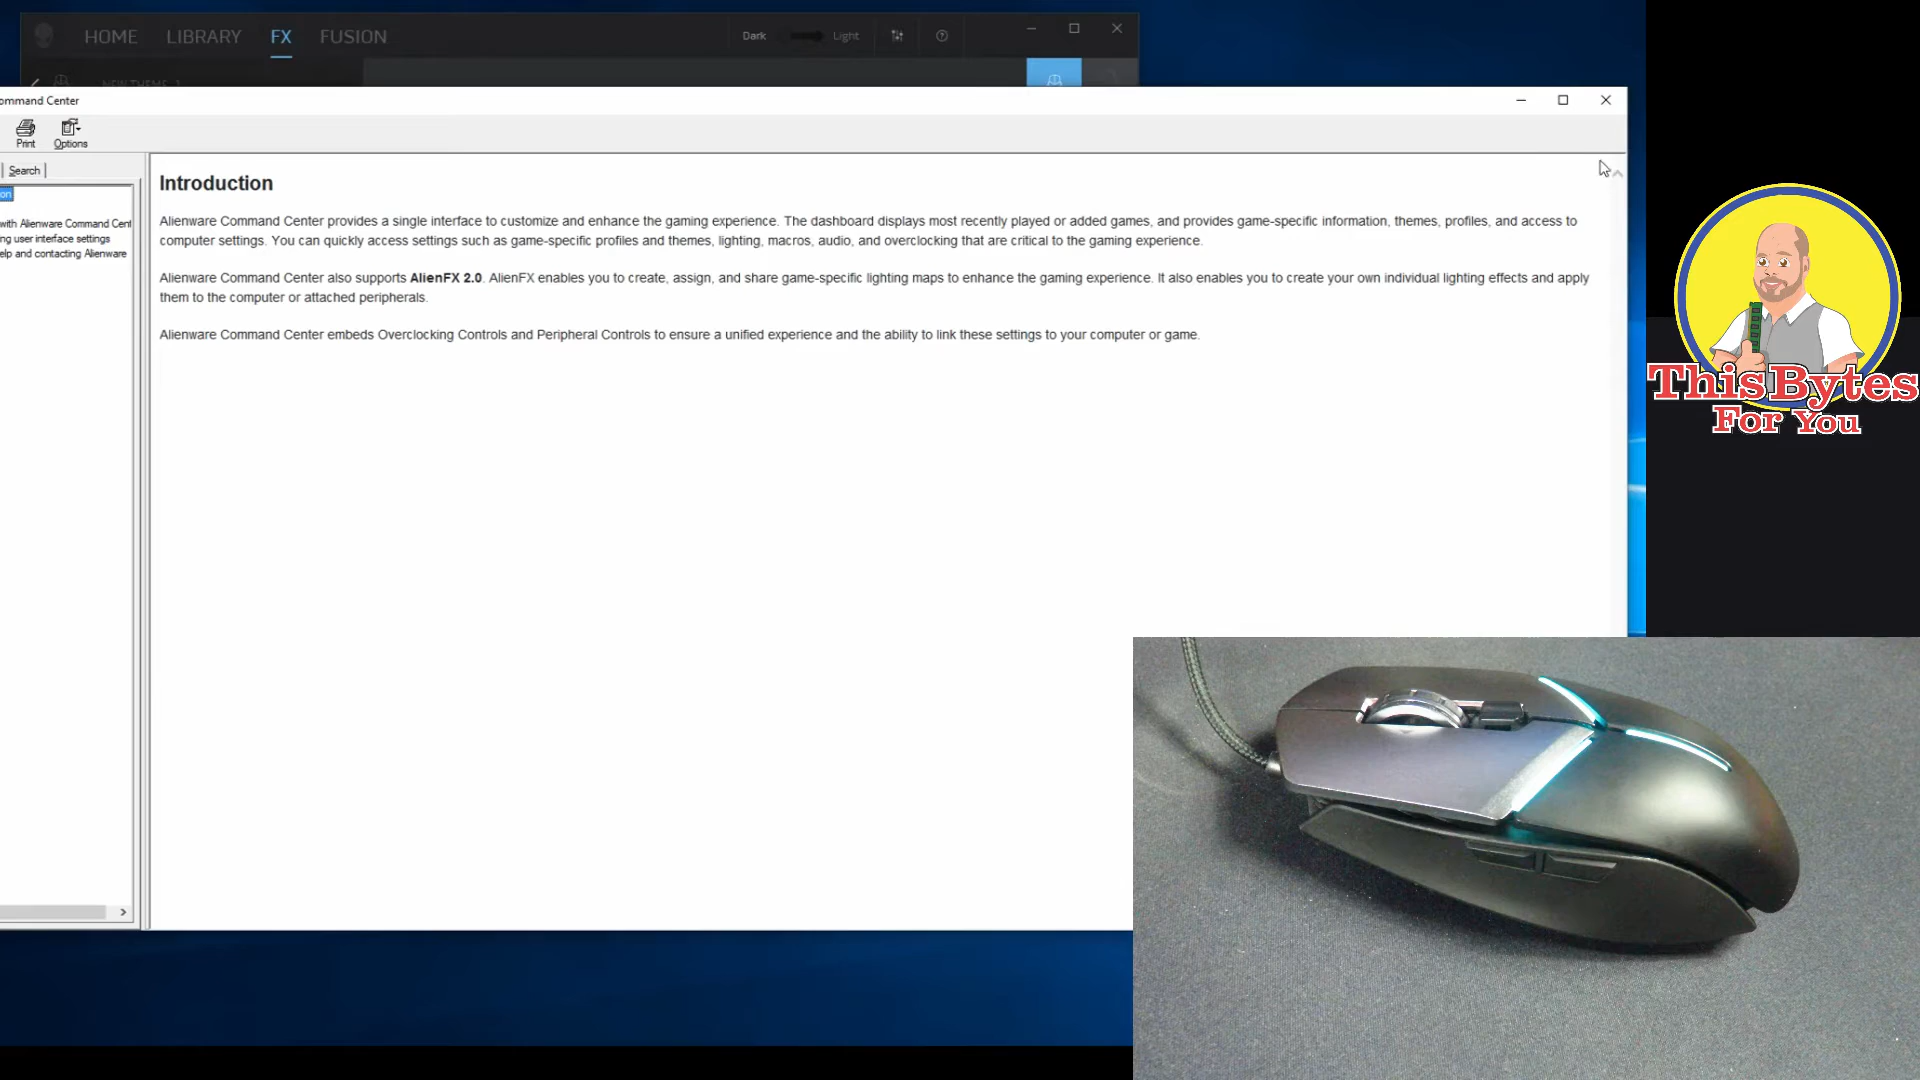 HOME LIBRARY FX FUSION Dark Light
NEW THEME
ommand Center
Print Options
Search
on
with Alienware Command Cent
ng user interface settings
elp and contacting Alienware
Introduction
Alienware Command Center provides a single interface to customize and enhance the gaming experience. The dashboard displays most recently played or added games, and provides game-specific information, themes, profiles, and access to
computer settings. You can quickly access settings such as game-specific profiles and themes, lighting, macros, audio, and overclocking that are critical to the gaming experience.
Alienware Command Center also supports AlienFX 2.0. AlienFX enables you to create, assign, and share game-specific lighting maps to enhance the gaming experience. It also enables you to create your own individual lighting effects and apply
them to the computer or attached peripherals.
Alienware Command Center embeds Overclocking Controls and Peripheral Controls to ensure a unified experience and the ability to link these settings to your computer or game.
This Bytes
For You